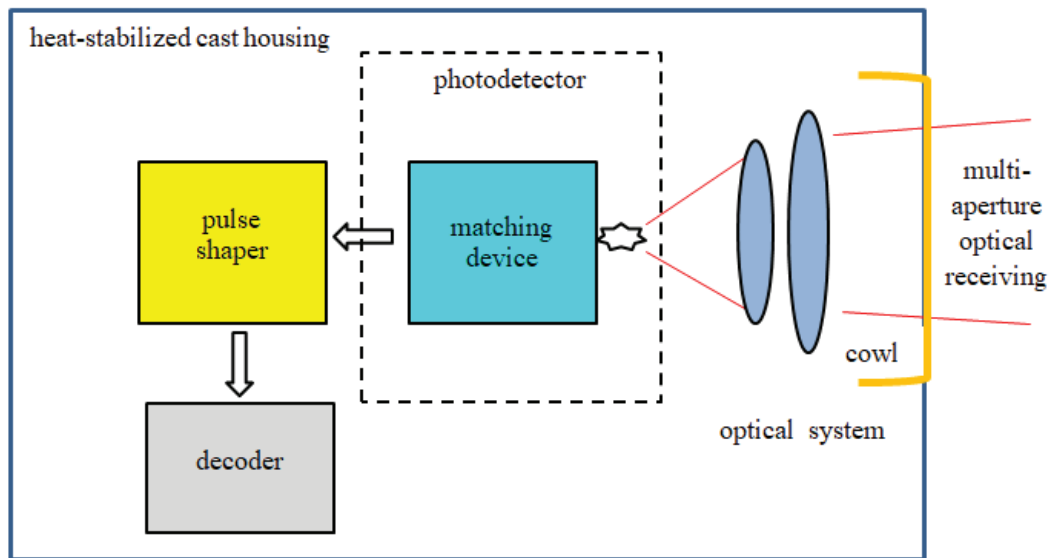 heat-stabilized cast housing
photodetector
pulse
shaper
matching
device
multi-
aperture
optical
receiving
cowl
optical system
decoder